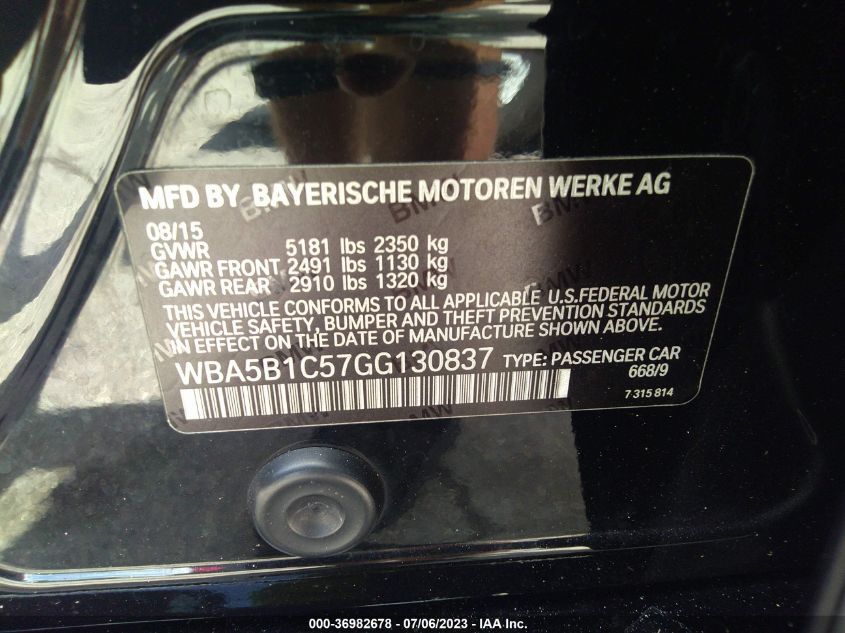 MFD BY BAYERISCHE MOTOREN WERKE AG
08/15
GVWR 5181 lbs 2350 kg
GAWR FRONT 2491 lbs 1130 kg
GAWR REAR 2910 lbs 1320 kg
THIS VEHICLE CONFORMS TO ALL APPLICABLE U.S.FEDERAL MOTOR
VEHICLE SAFETY, BUMPER AND THEFT PREVENTION STANDARDS
IN EFFECT ON THE DATE OF MANUFACTURE SHOWN ABOVE.
WBA5B1C57GG130837 TYPE: PASSENGER CAR
668/9
7 315 814
000-36982678 - 07/06/2023 - IAA Inc.